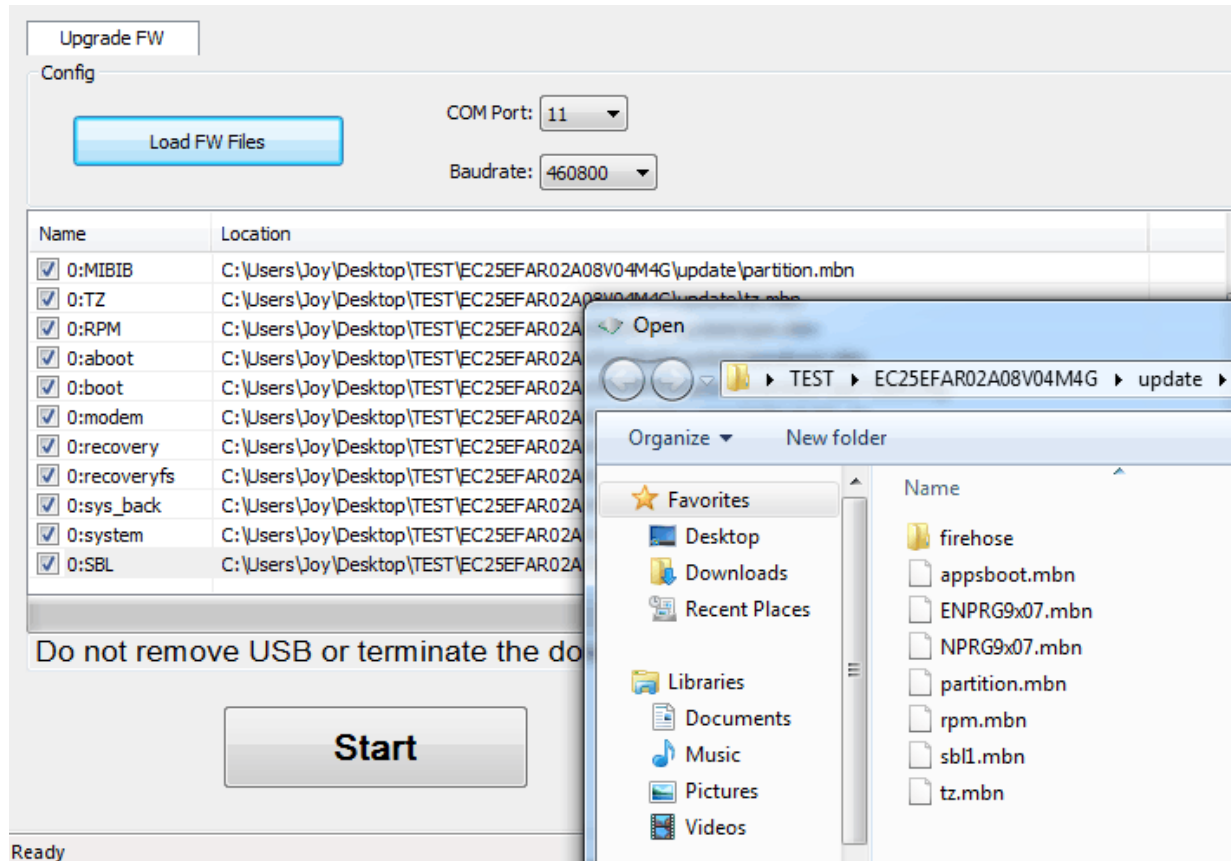 Upgrade FW
Config
Load FW Files
COM Port: 11
Baudrate: 460800
Name Location
0:MIBIB C:\Users\Joy\Desktop\TEST\EC25EFAR02A08V04M4G\update\partition.mbn
0:TZ C:\Users\Joy\Desktop\TEST\EC25EFAR02A08V04M4G\update\tz.mbn
0:RPM C:\Users\Joy\Desktop\TEST\EC25EFAR02A
0:aboot C:\Users\Joy\Desktop\TEST\EC25EFAR02A
0:boot C:\Users\Joy\Desktop\TEST\EC25EFAR02A
0:modem C:\Users\Joy\Desktop\TEST\EC25EFAR02A
0:recovery C:\Users\Joy\Desktop\TEST\EC25EFAR02A
0:recoveryfs C:\Users\Joy\Desktop\TEST\EC25EFAR02A
0:sys_back C:\Users\Joy\Desktop\TEST\EC25EFAR02A
0:system C:\Users\Joy\Desktop\TEST\EC25EFAR02A
0:SBL C:\Users\Joy\Desktop\TEST\EC25EFAR02A
Do not remove USB or terminate the do
Start
Ready
Open
TEST EC25EFAR02A08V04M4G update
Organize New folder
Favorites
Desktop
Downloads
Recent Places
Libraries
Documents
Music
Pictures
Videos
Name
firehose
appsboot.mbn
ENPRG9x07.mbn
NPRG9x07.mbn
partition.mbn
rpm.mbn
sbl1.mbn
tz.mbn